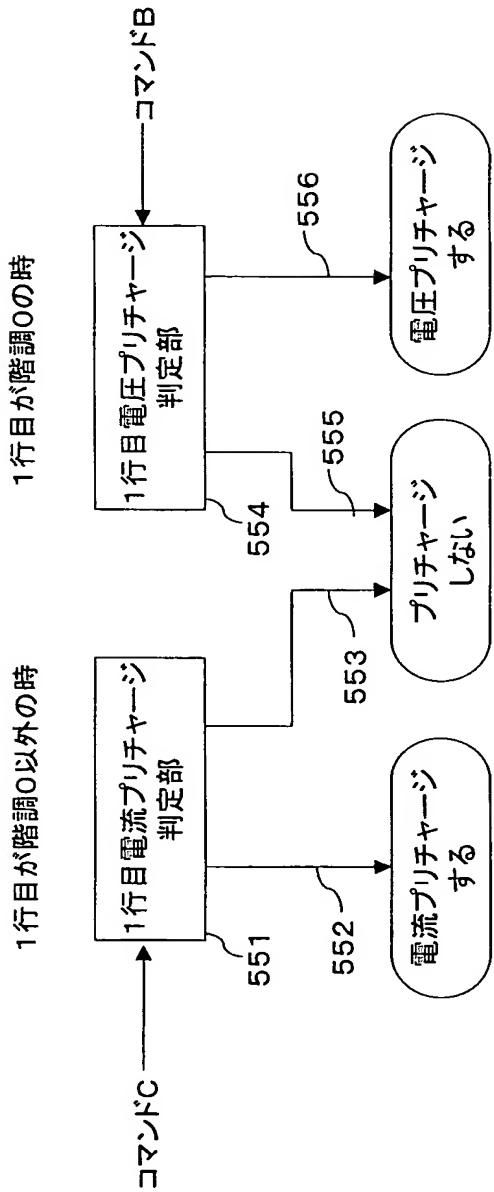 1行目が階調0以外の時
1行目が階調0の時
コマンドC
1行目電流プリチャージ
判定部
551
1行目電圧プリチャージ
判定部
554
コマンドB
552
553
555
556
電流プリチャージ
する
プリチャージ
しない
電圧プリチャージ
する